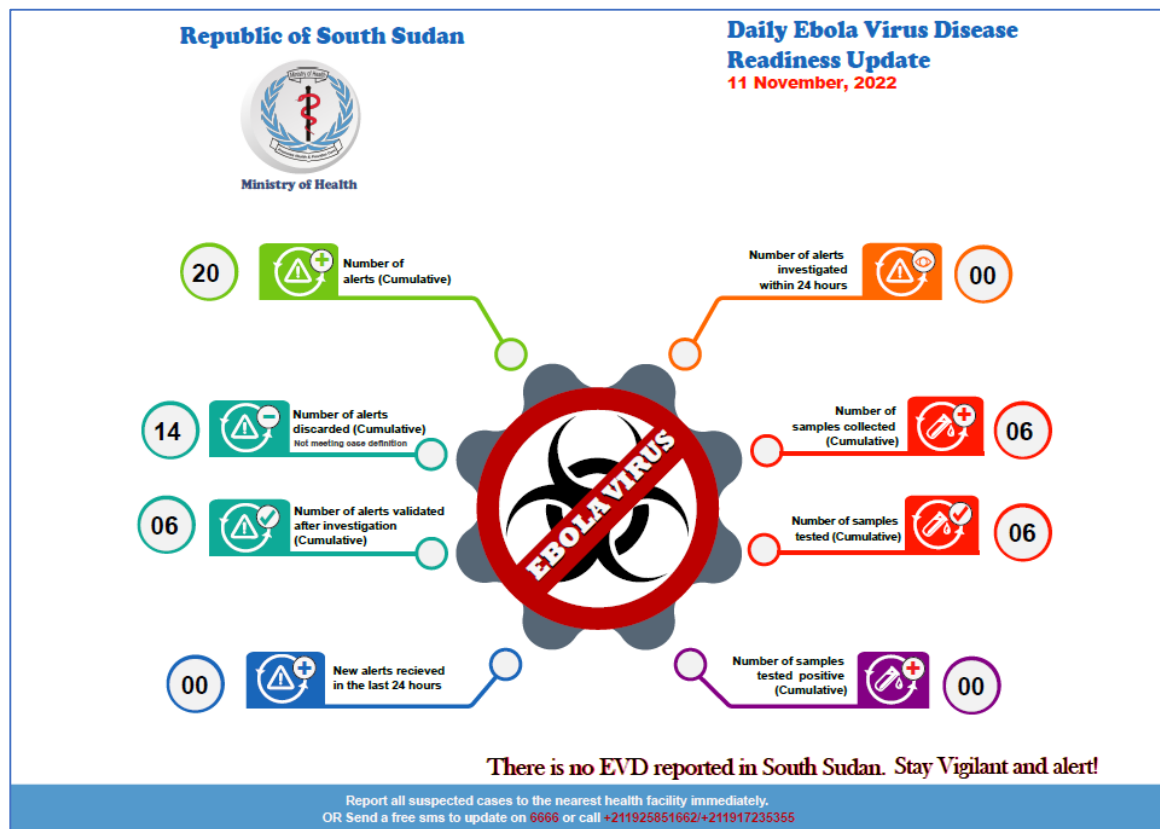 Republic of South Sudan
Ministry of Health
Ministry of Health
Daily Ebola Virus Disease
Readiness Update
11 November, 2022
20
Number of
alerts (Cumulative)
Number of alerts
investigated
within 24 hours
00
14
Number of alerts
discarded (Cumulative)
Not meeting case definition
Number of
samples collected
(Cumulative)
06
06
Number of alerts validated
after investigation
(Cumulative)
Number of samples
tested (Cumulative)
06
EBOLA VIRUS
00
New alerts recieved
in the last 24 hours
Number of samples
tested positive
(Cumulative)
00
There is no EVD reported in South Sudan. Stay Vigilant and alert!
Report all suspected cases to the nearest health facility immediately.
OR Send a free sms to update on 6666 or call +211925851662/+211917235355